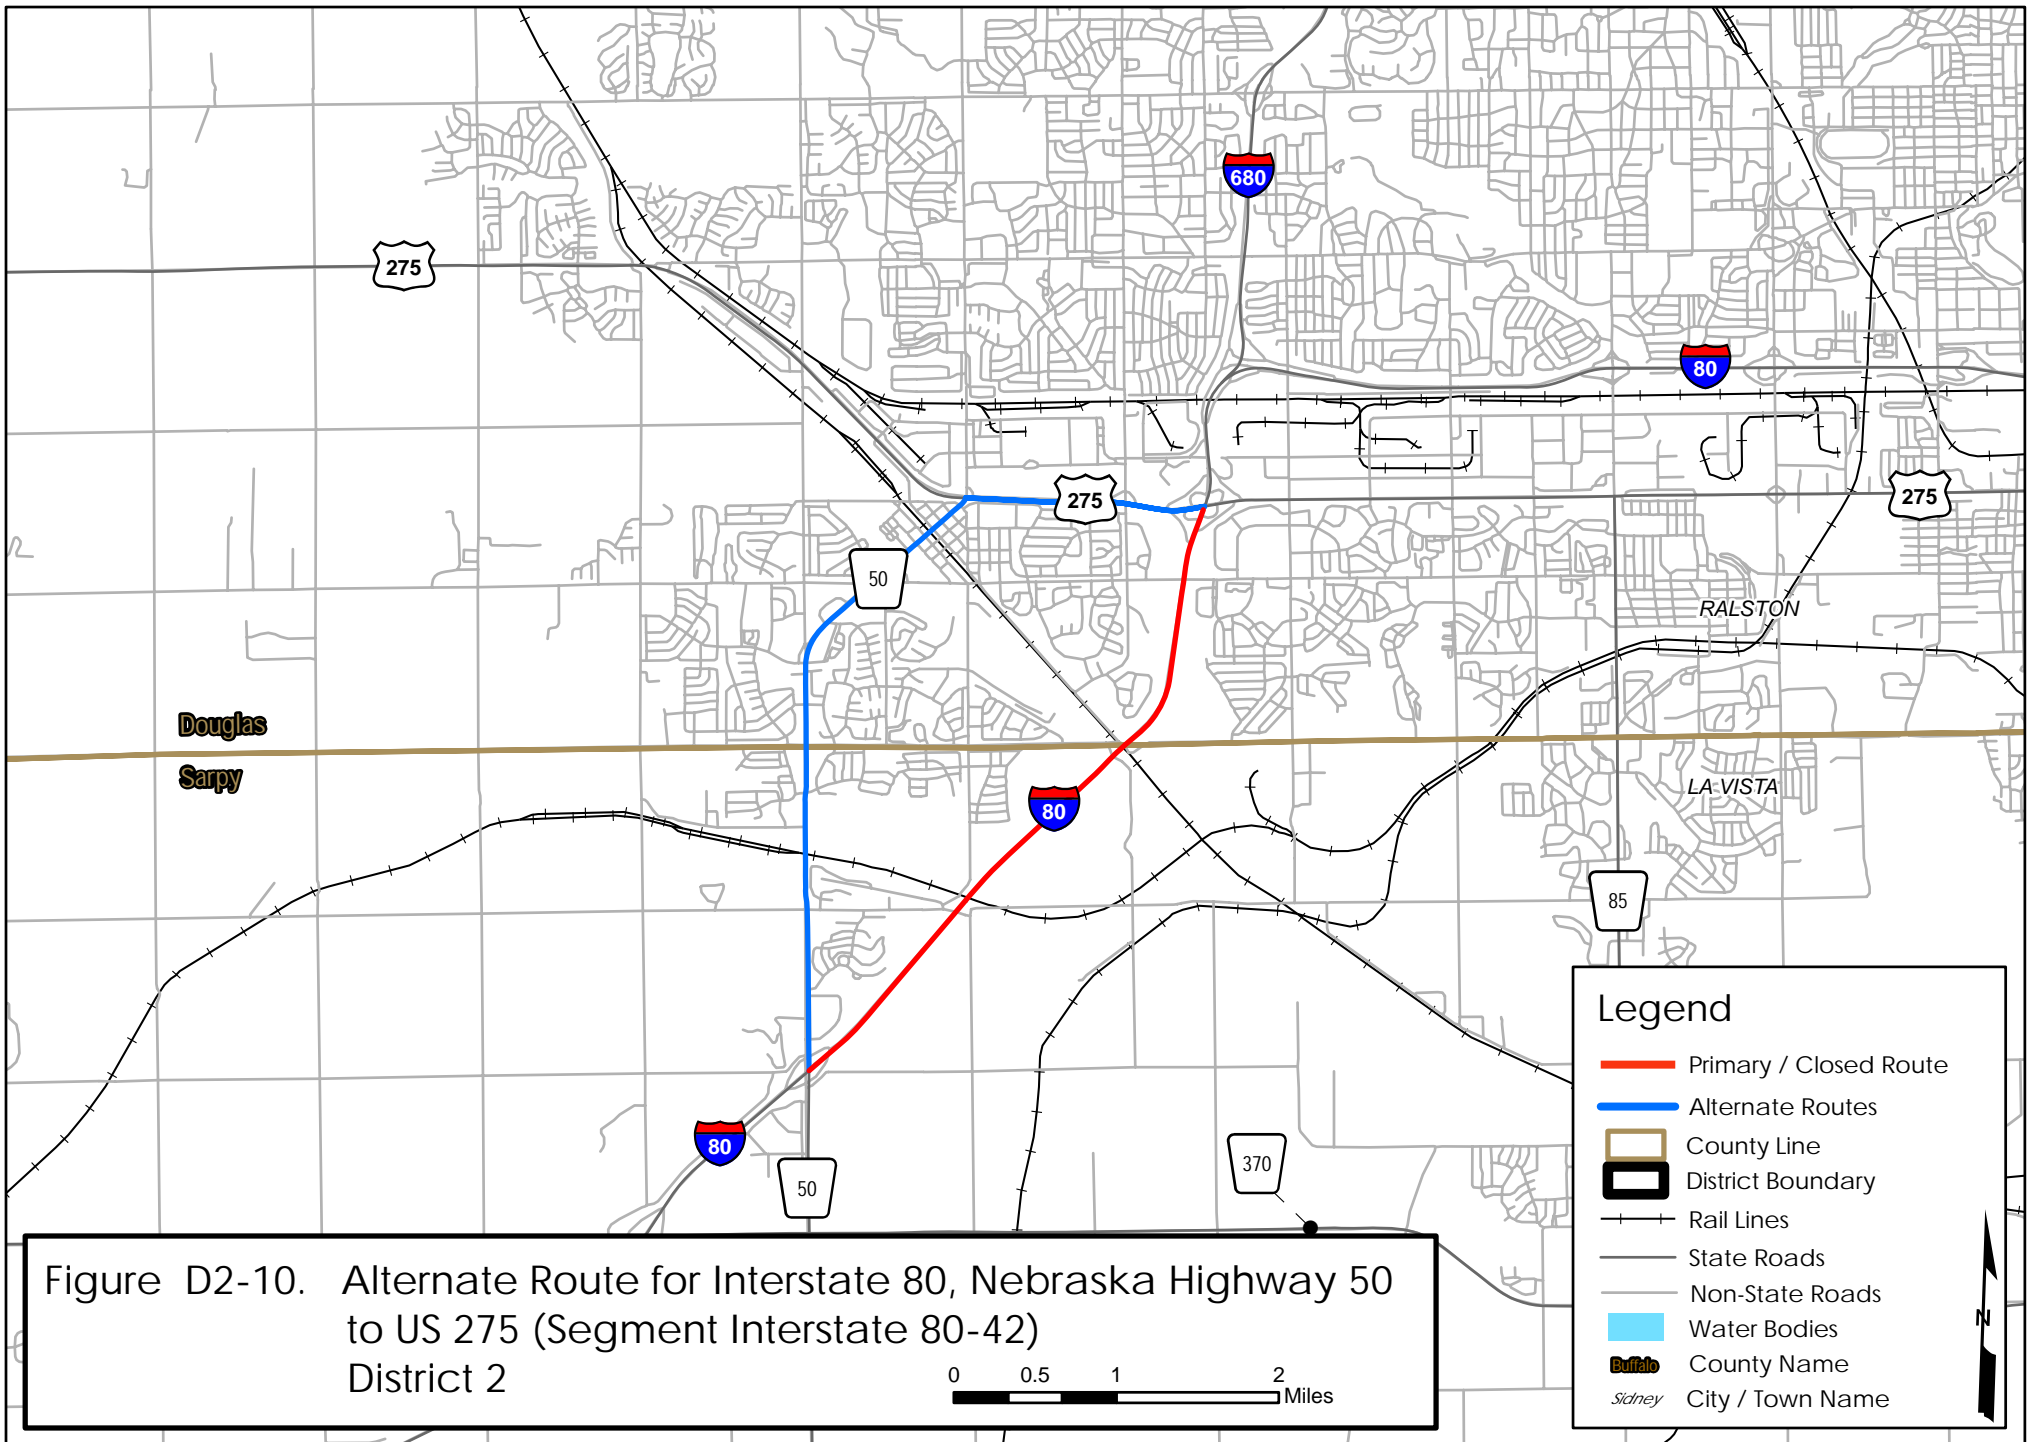 680
275
80
275
275
50
RALSTON
Douglas
Sarpy
LA VISTA
80
85
80
50
370
Legend
Primary / Closed Route
Alternate Routes
County Line
District Boundary
Rail Lines
State Roads
Non-State Roads
Water Bodies
Buffalo County Name
Sidney City / Town Name
N
Figure D2-10. Alternate Route for Interstate 80, Nebraska Highway 50
to US 275 (Segment Interstate 80-42)
District 2
0 0.5 1 2
Miles